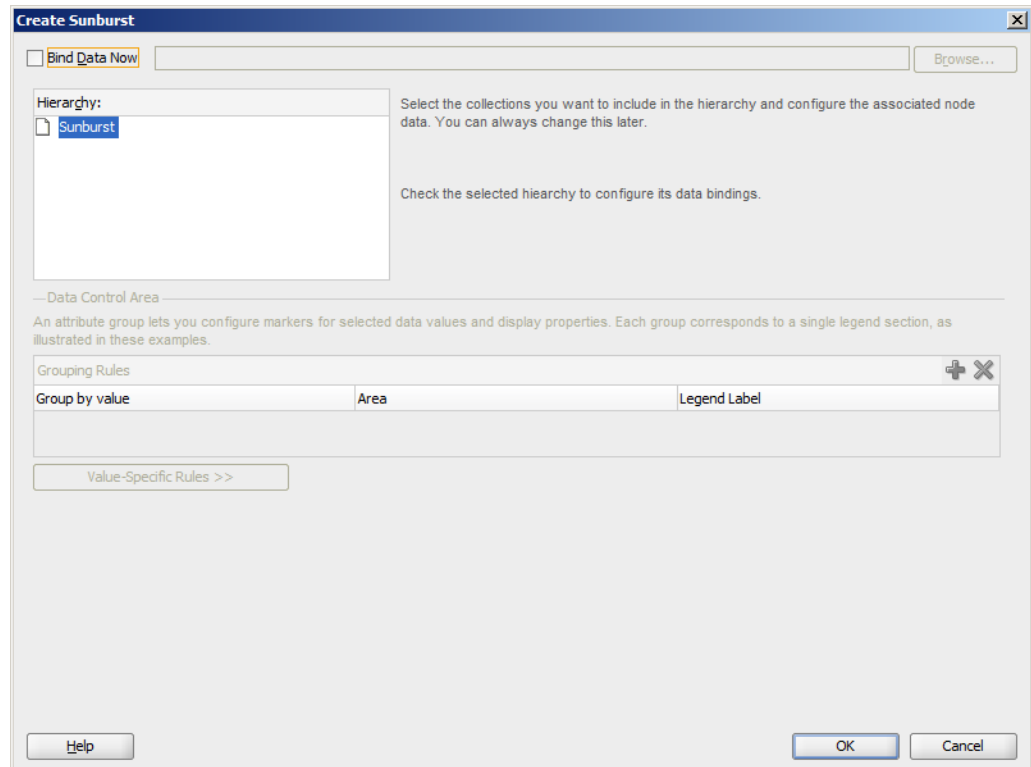 Create Sunburst
Bind Data Now
Browse...
Hierarchy:
Sunburst
Select the collections you want to include in the hierarchy and configure the associated node
data. You can always change this later.
Check the selected hiearchy to configure its data bindings.
Data Control Area
An attribute group lets you configure markers for selected data values and display properties. Each group corresponds to a single legend section, as
illustrated in these examples.
Grouping Rules
Group by value Area Legend Label
Value-Specific Rules >>
Help OK Cancel